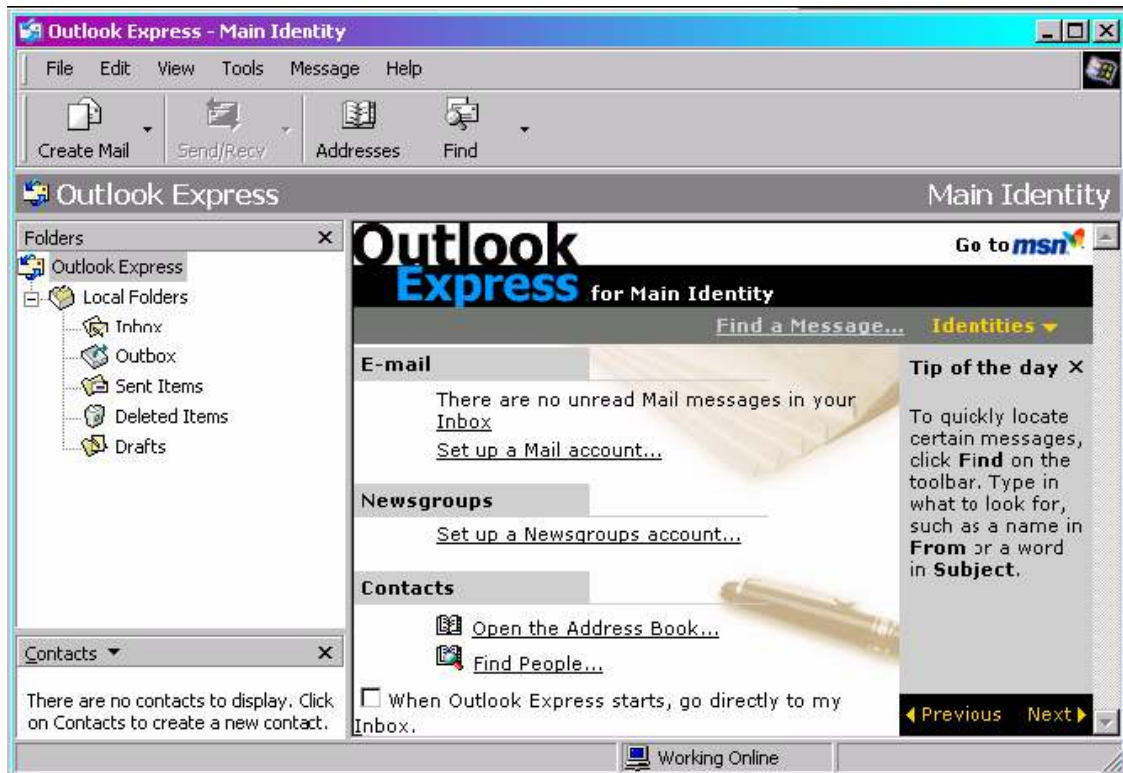 Outlook Express - Main Identity
File Edit View Tools Message Help
Create Mail Send/Recv Addresses Find
Outlook Express Main Identity
Folders
Outlook Express
Local Folders
Inbox
Outbox
Sent Items
Deleted Items
Drafts
Contacts
There are no contacts to display. Click
on Contacts to create a new contact.
Outlook
Go to msn
Express for Main Identity
Find a Message... Identities
E-mail
There are no unread Mail messages in your
Inbox
Set up a Mail account...
Newsgroups
Set up a Newsgroups account...
Contacts
Open the Address Book...
Find People...
When Outlook Express starts, go directly to my
Inbox.
Tip of the day
To quickly locate
certain messages,
click Find on the
toolbar. Type in
what to look for,
such as a name in
From or a word
in Subject.
Previous Next
Working Online